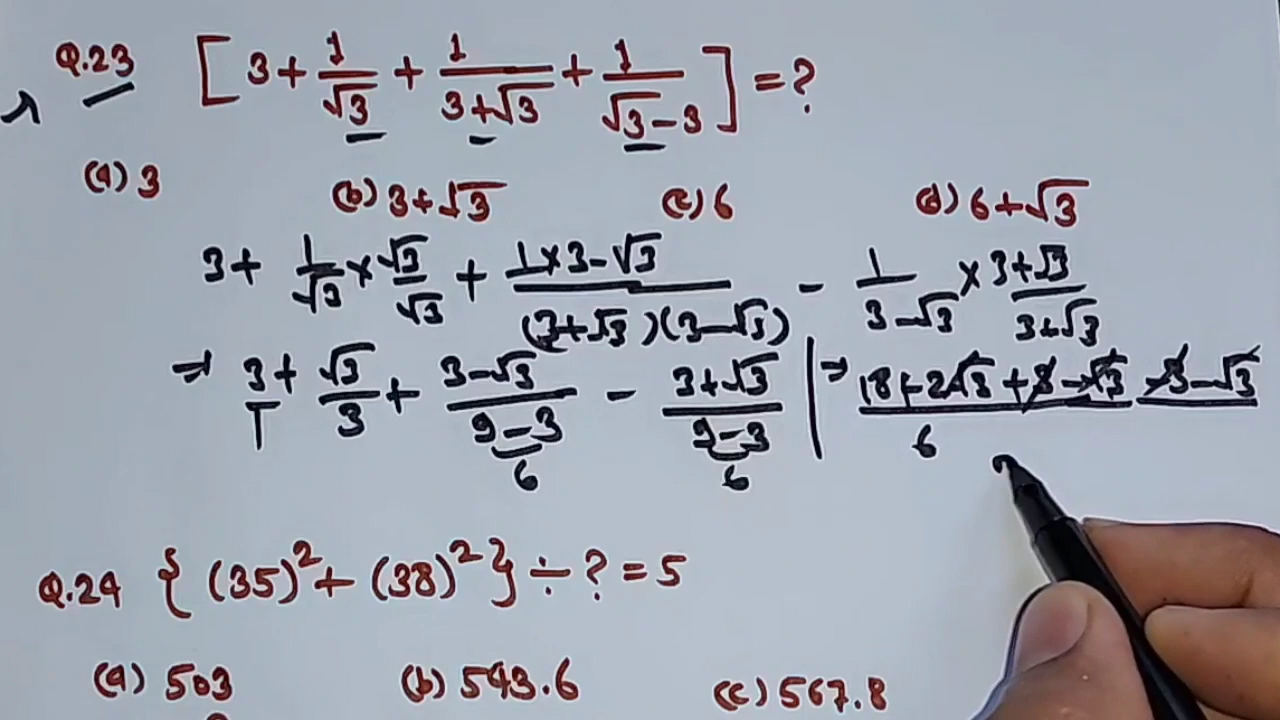 Q.23 [3 + 1/√3 + 1/(3+√3) + 1/(√3-3)] = ?
(a) 3 (b) 3+√3 (c) 6 (d) 6+√3
3 + 1/√3 × √3/√3 + (1×3-√3)/((3+√3)(3-√3)) - 1/(3-√3) × (3+√3)/(3+√3)
⇒ 3/1 + √3/3 + (3-√3)/(9-3) - (3+√3)/(9-3) | ⇒ (18+2√3+3-√3-3-√3)/6
6 6
Q.24 { (35)² + (38)² } ÷ ? = 5
(a) 503 (b) 543.6 (c) 567.8